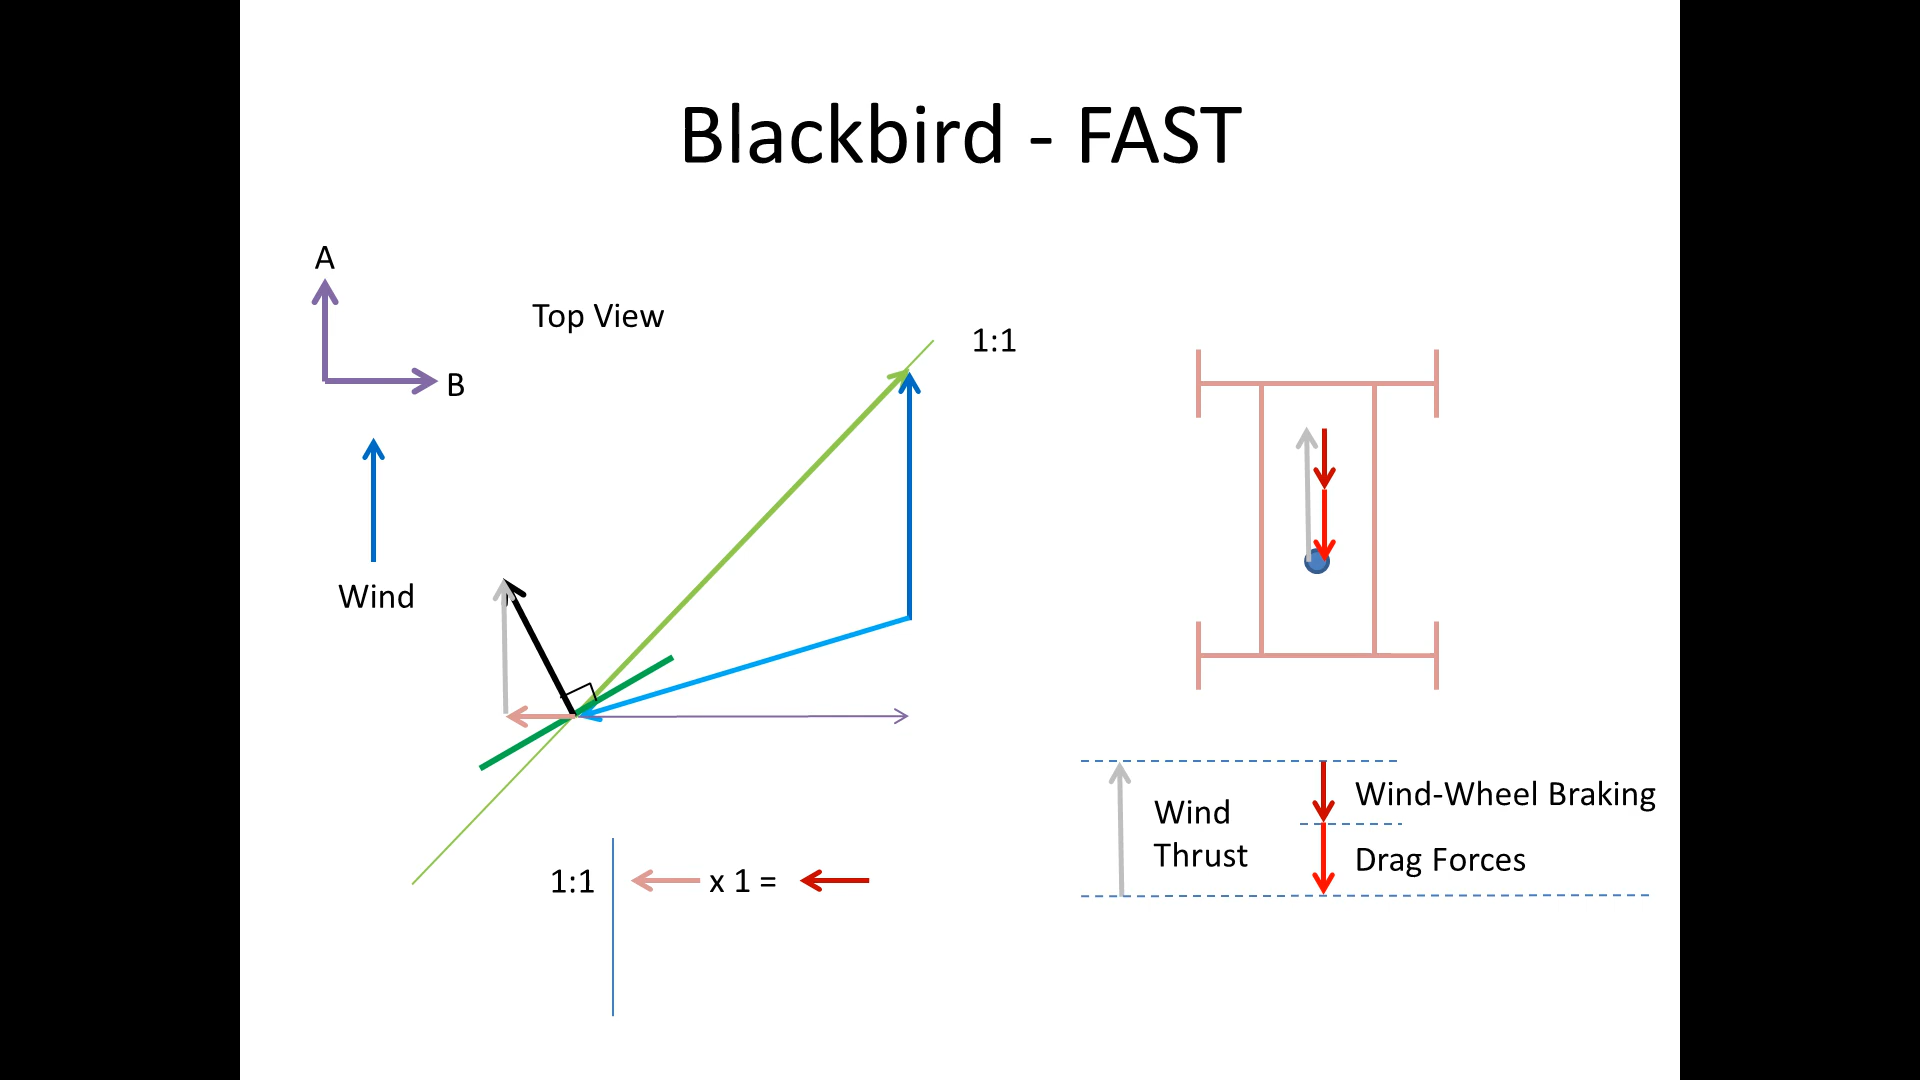 Blackbird - FAST
A
Top View
1:1
B
Wind
Wind
Thrust
Wind-Wheel Braking
Drag Forces
1:1
x 1 =